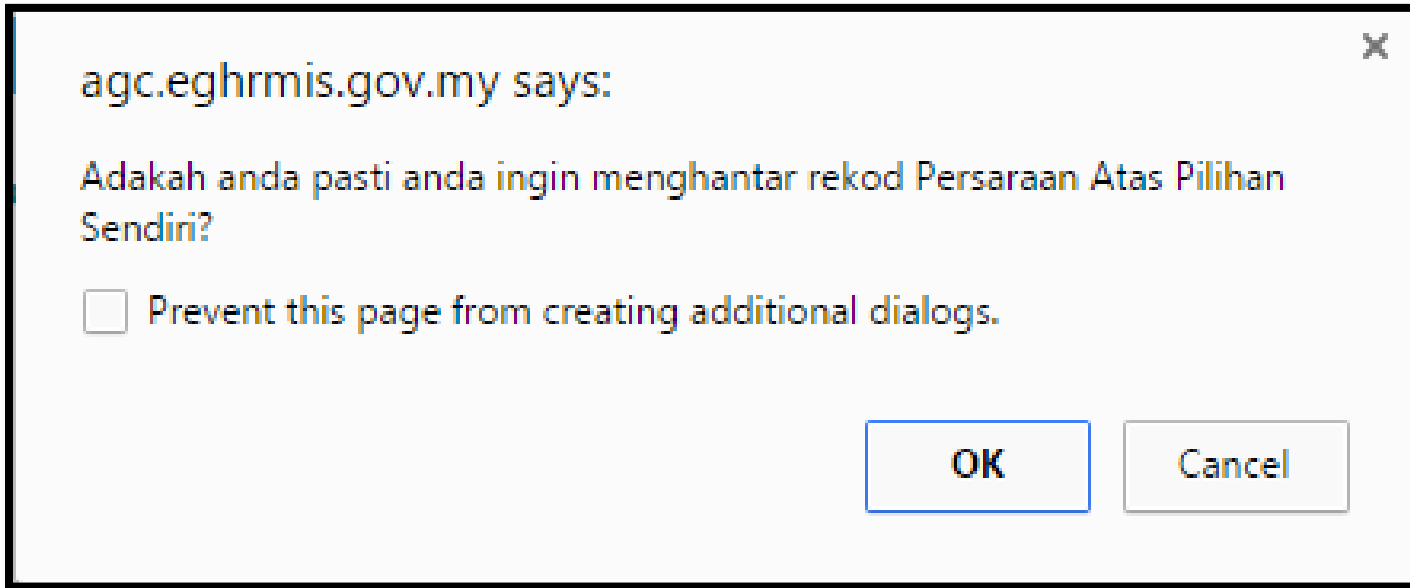 agc.eghrmis.gov.my says:
Adakah anda pasti anda ingin menghantar rekod Persaraan Atas Pilihan
Sendiri?
Prevent this page from creating additional dialogs.
OK
Cancel